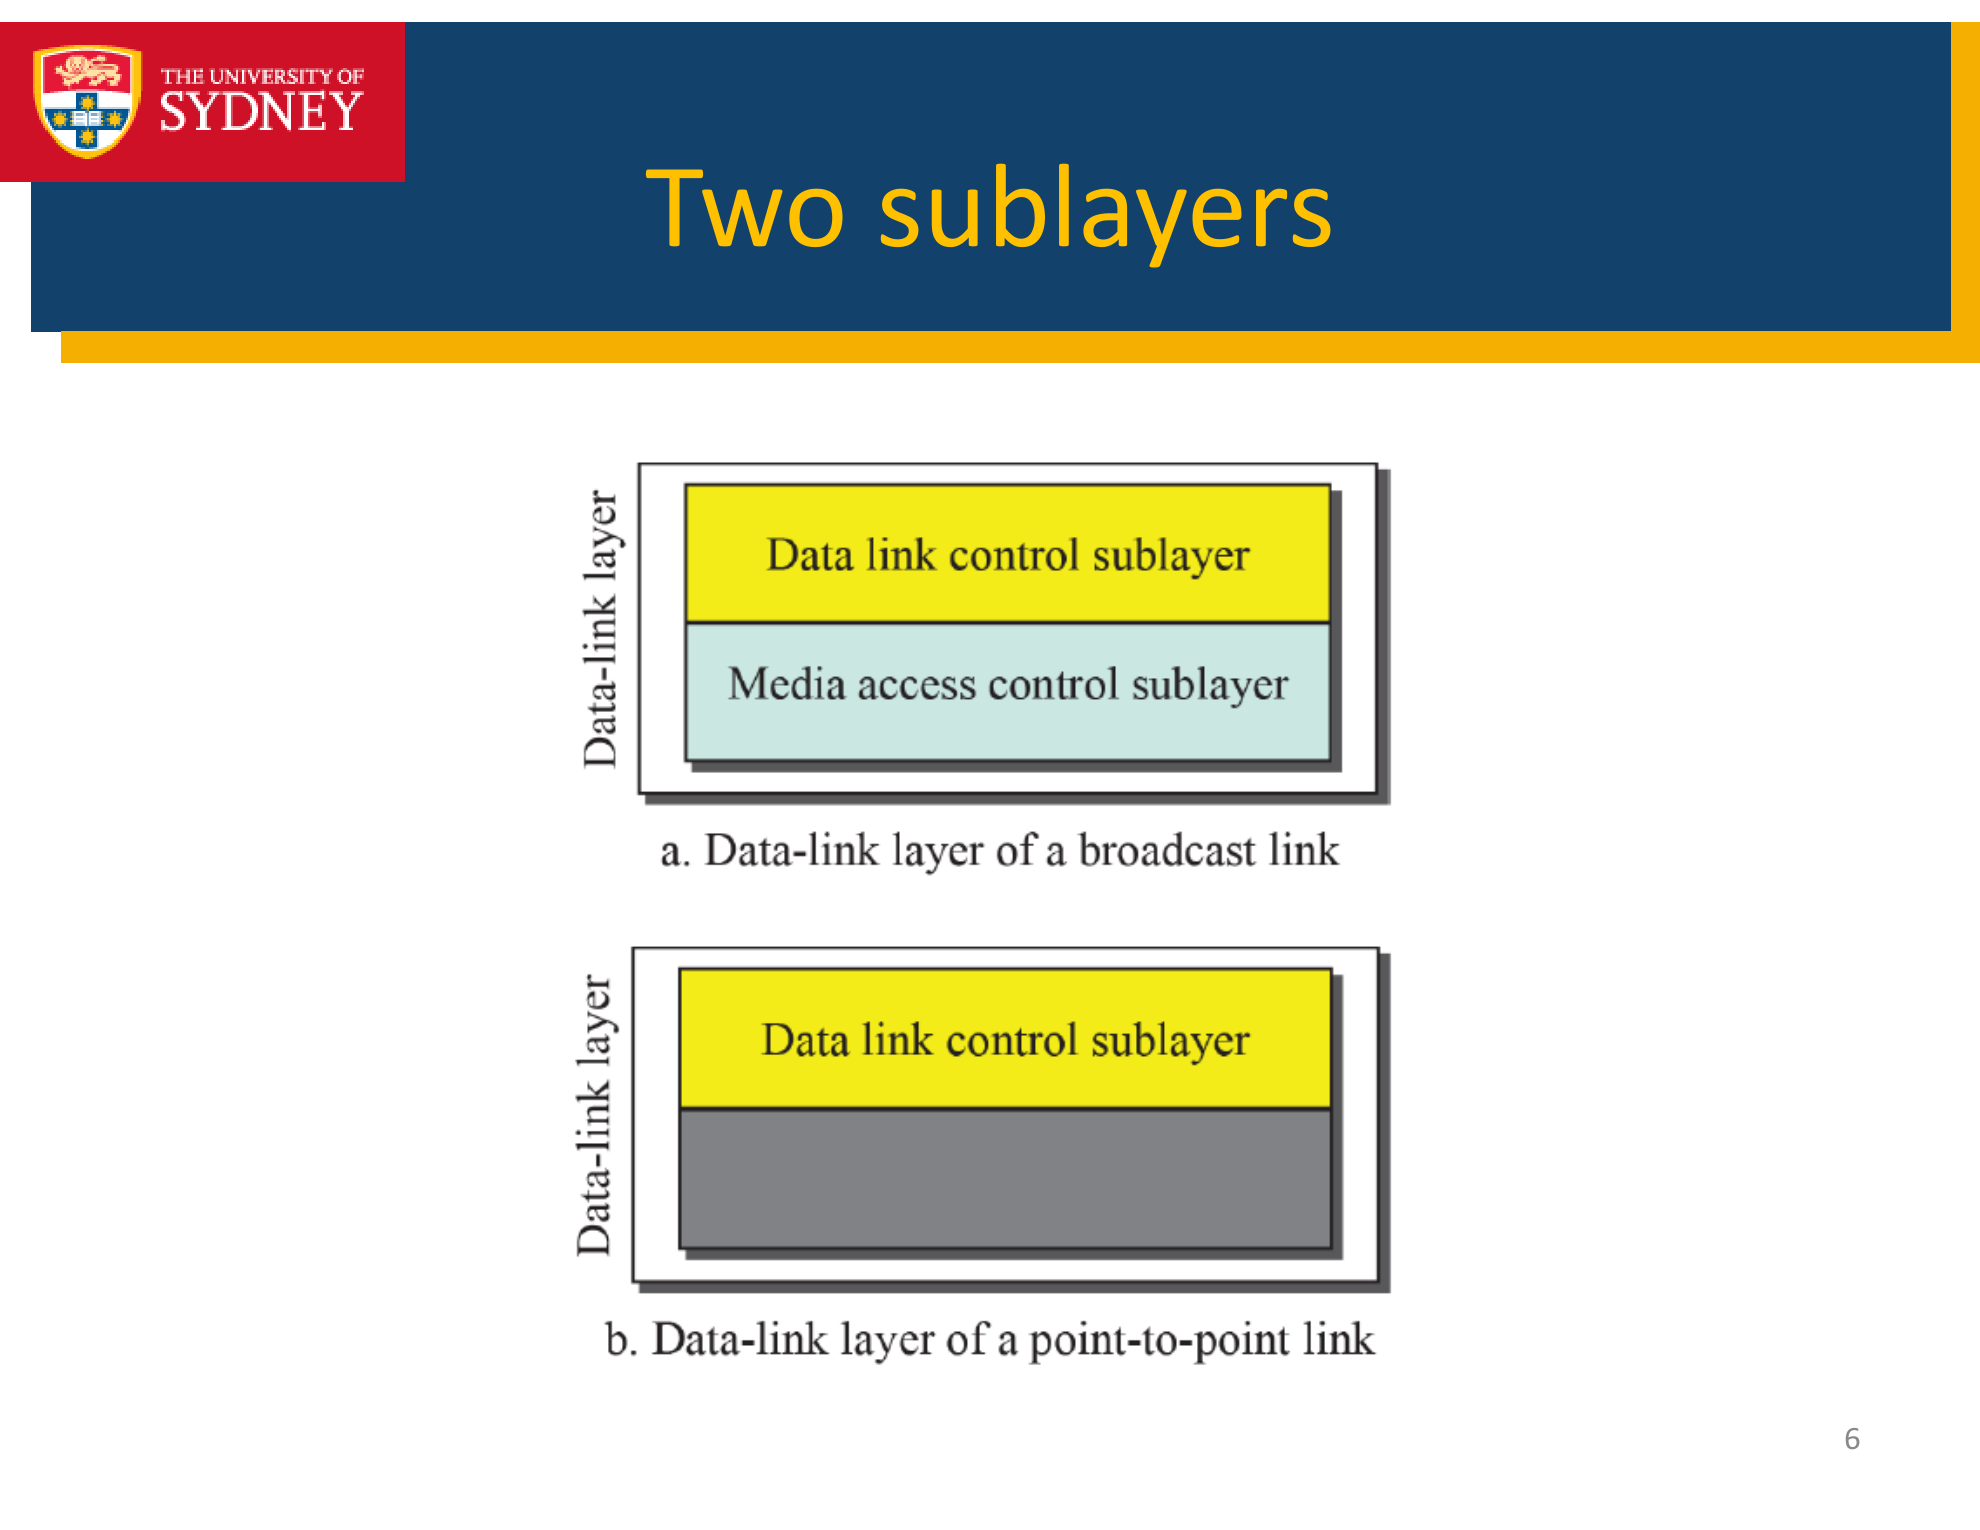 THE UNIVERSITY OF
SYDNEY
Two sublayers
Data-link layer
Data link control sublayer
Media access control sublayer
a. Data-link layer of a broadcast link
Data-link layer
Data link control sublayer
b. Data-link layer of a point-to-point link
6